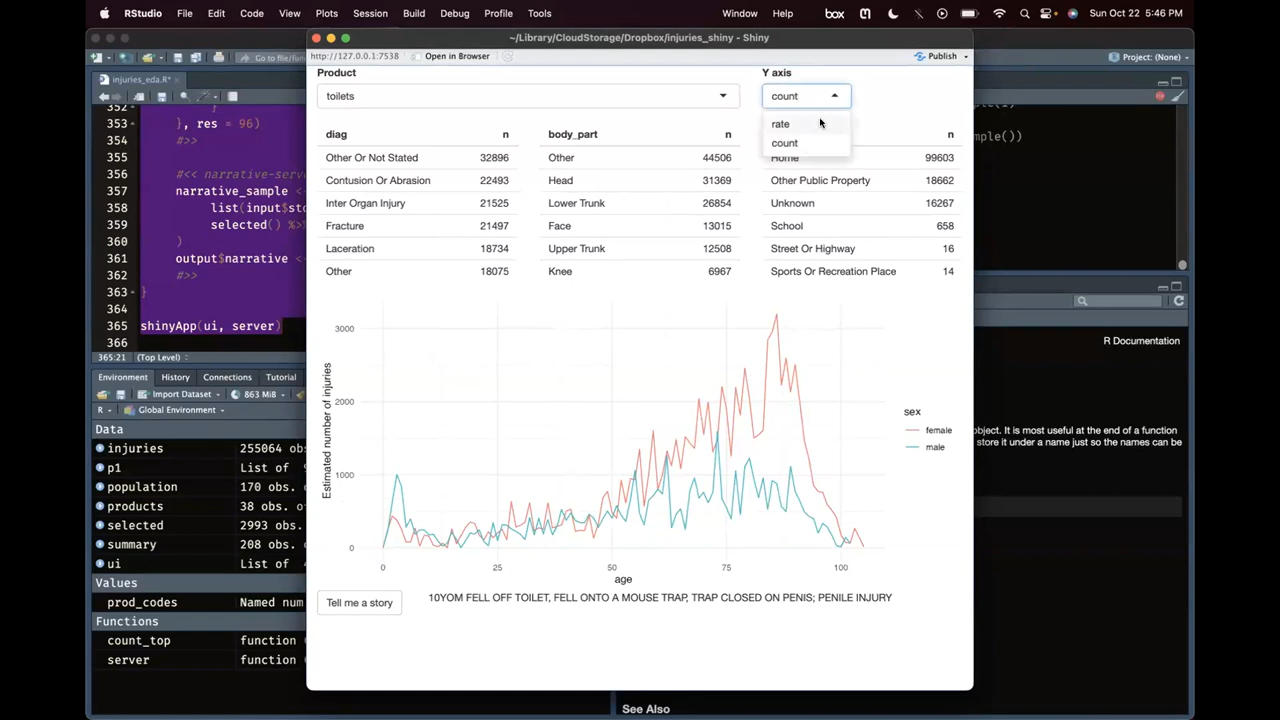 RStudio File Edit Code View Plots Session Build Debug Profile Tools Window Help box Sun Oct 22 5:46 PM
~/Library/CloudStorage/Dropbox/injuries_shiny - Shiny
http://127.0.0.1:7538 Open in Browser Publish
Go to file/fun Project: (None)
injuries_eda.R*
Product Y axis
toilets count
rate
count
diag n body_part n n
Other Or Not Stated 32896 Other 44506 Home 99603
Contusion Or Abrasion 22493 Head 31369 Other Public Property 18662
Inter Organ Injury 21525 Lower Trunk 26854 Unknown 16267
Fracture 21497 Face 13015 School 658
Laceration 18734 Upper Trunk 12508 Street Or Highway 16
Other 18075 Knee 6967 Sports Or Recreation Place 14
352 }
353 }, res = 96)
354 #>>
355
356 #<< narrative-serv
357 narrative_sample <
358 list(input$sto
359 selected() %>%
360 )
361 output$narrative <
362 #>>
363 }
364
365 shinyApp(ui, server)
366
365:21 (Top Level)
mple())
Environment History Connections Tutorial
Import Dataset 863 MiB
R Global Environment
Data
injuries 255064 obs.
p1 List of
population 170 obs.
products 38 obs.
selected 2993 obs.
summary 208 obs.
ui List of
Values
prod_codes Named num
Functions
count_top function
server function
Estimated number of injuries
3000
2000
1000
0
0 25 50 75 100
age
sex
female
male
Tell me a story
10YOM FELL OFF TOILET, FELL ONTO A MOUSE TRAP, TRAP CLOSED ON PENIS; PENILE INJURY
R Documentation
object. It is most useful at the end of a function
store it under a name just so the names can be
See Also